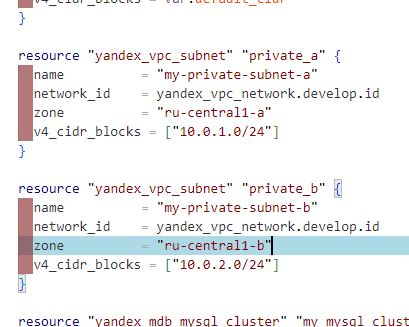 v4_cidr_blocks = var.default_cidr
}
resource "yandex_vpc_subnet" "private_a" {
name = "my-private-subnet-a"
network_id = yandex_vpc_network.develop.id
zone = "ru-central1-a"
v4_cidr_blocks = ["10.0.1.0/24"]
}
resource "yandex_vpc_subnet" "private_b" {
name = "my-private-subnet-b"
network_id = yandex_vpc_network.develop.id
zone = "ru-central1-b"
v4_cidr_blocks = ["10.0.2.0/24"]
}
resource "yandex_mdb_mysql_cluster" "my_mysql_clust